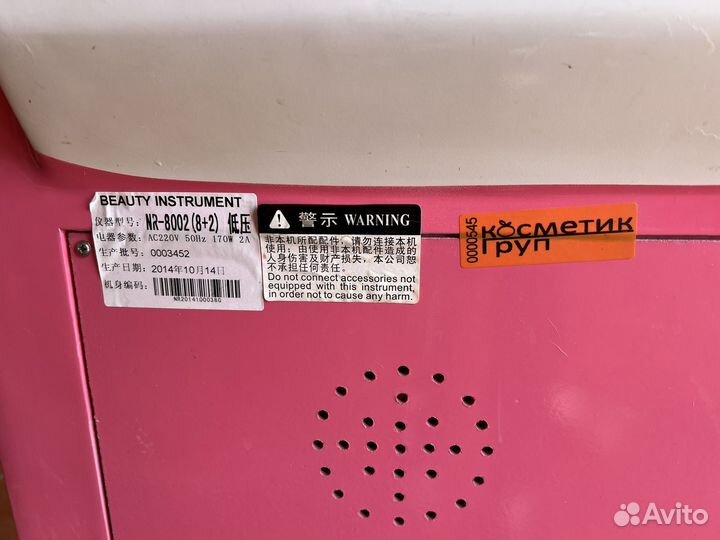 BEAUTY INSTRUMENT
仪器型号: NR-8002(8+2) 低压
电器参数: AC220V 50Hz 170W 2A
生产批号: 0003452
生产日期: 2014年10月14日
机身编码:
NR20141000380
警示 WARNING
非本机所配配件,请勿连接本机
使用;由使用非本机配件造成的
人身伤害及财产损失,本公司恕
不承担任何责任。
Do not connect accessories not
equipped with this instrument,
in order not to cause any harm.
0000545
косметик
груп
Avito